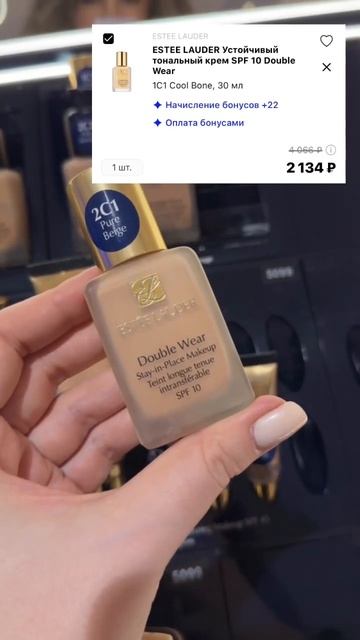 ESTEE LAUDER
ESTEE LAUDER Устойчивый
тональный крем SPF 10 Double
Wear
1C1 Cool Bone, 30 мл
Начисление бонусов +22
Оплата бонусами
4 066 ₽
1 шт.
2 134 ₽
2C1
Pure
Beige
ESTEE LAUDER
Double Wear
Stay-in-Place Makeup
Teint longue tenue
intransférable
SPF 10